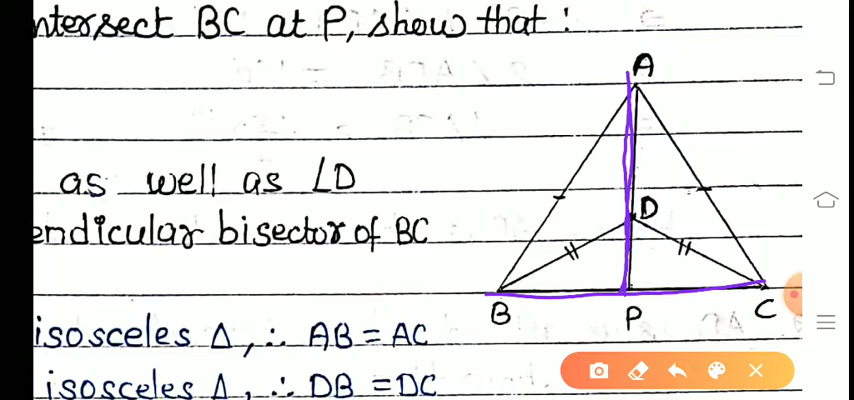 ntersect BC at P, show that :
A
as well as ∠D
D
endicular bisector of BC
B
P
C
isosceles Δ, ∴ AB = AC
isosceles Δ, ∴ DB = DC